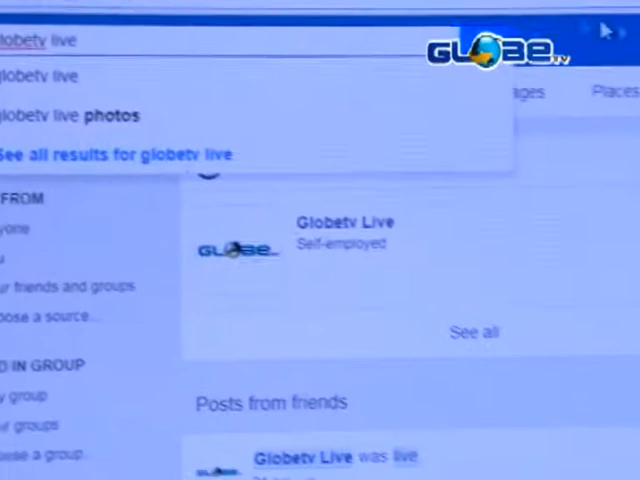 lobetv live
GLOBE TV
globetv live
ages
Places
globetv live photos
See all results for globetv live
FROM
yone
u
ur friends and groups
oose a source...
Globetv Live
Self-employed
GLOBE
See all
D IN GROUP
y group
ur groups
oose a group...
Posts from friends
Globetv Live was live